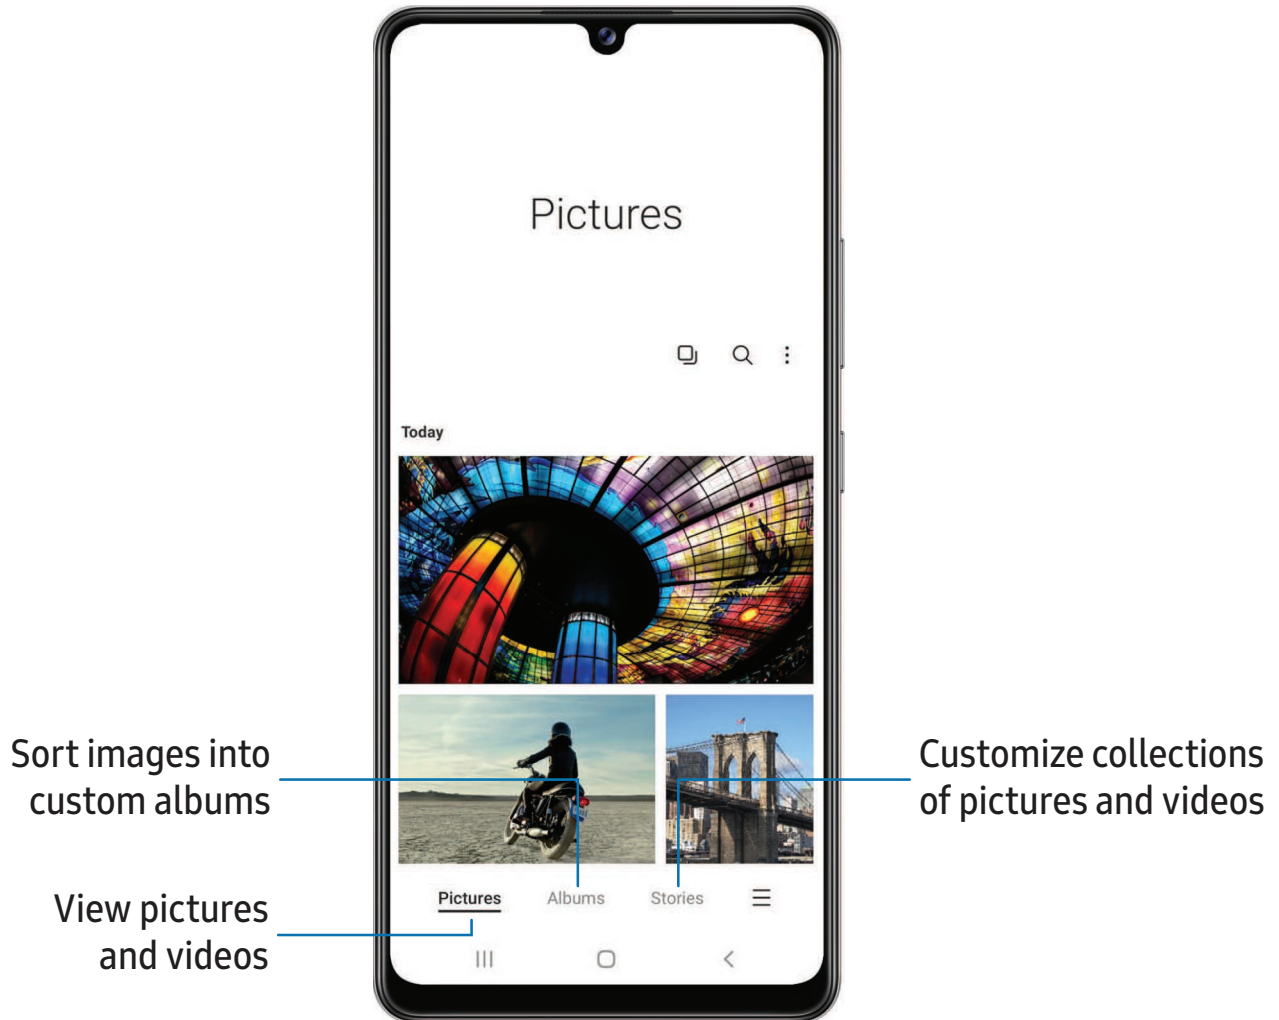 Pictures
Today
Sort images into
custom albums
Customize collections
of pictures and videos
View pictures
and videos
Pictures
Albums
Stories